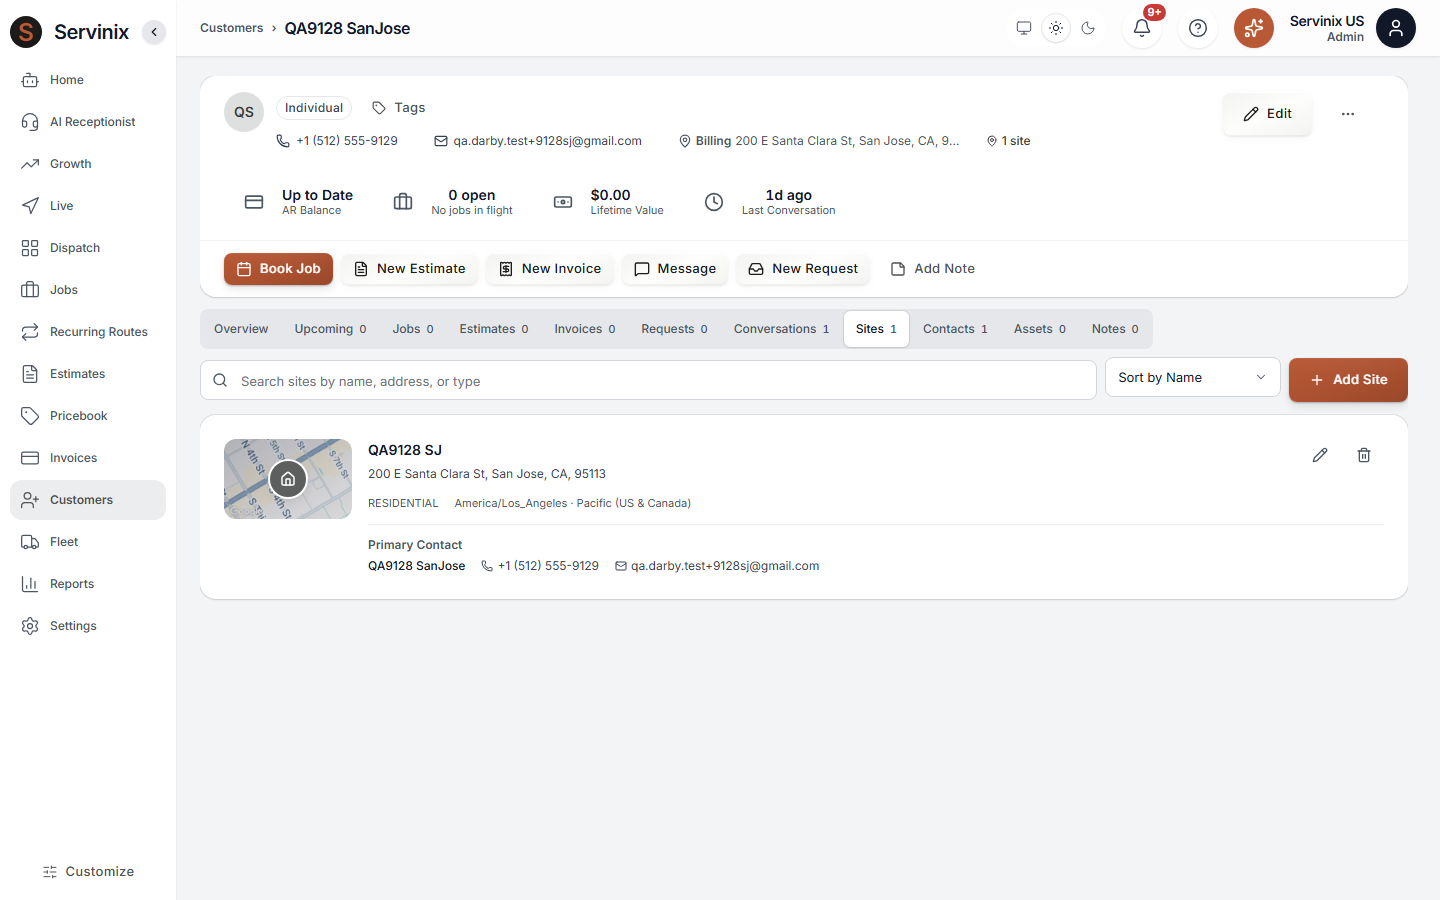 Servinix
Customers › QA9128 SanJose
9+
Servinix US
Admin
Home
AI Receptionist
Growth
Live
Dispatch
Jobs
Recurring Routes
Estimates
Pricebook
Invoices
Customers
Fleet
Reports
Settings
Customize
QS
Individual
Tags
Edit
+1 (512) 555-9129
qa.darby.test+9128sj@gmail.com
Billing 200 E Santa Clara St, San Jose, CA, 9...
1 site
Up to Date
AR Balance
0 open
No jobs in flight
$0.00
Lifetime Value
1d ago
Last Conversation
Book Job
New Estimate
New Invoice
Message
New Request
Add Note
Overview
Upcoming 0
Jobs 0
Estimates 0
Invoices 0
Requests 0
Conversations 1
Sites 1
Contacts 1
Assets 0
Notes 0
Search sites by name, address, or type
Sort by Name
Add Site
N 4th St
S 7th St
QA9128 SJ
200 E Santa Clara St, San Jose, CA, 95113
RESIDENTIAL
America/Los_Angeles · Pacific (US & Canada)
Primary Contact
QA9128 SanJose
+1 (512) 555-9129
qa.darby.test+9128sj@gmail.com